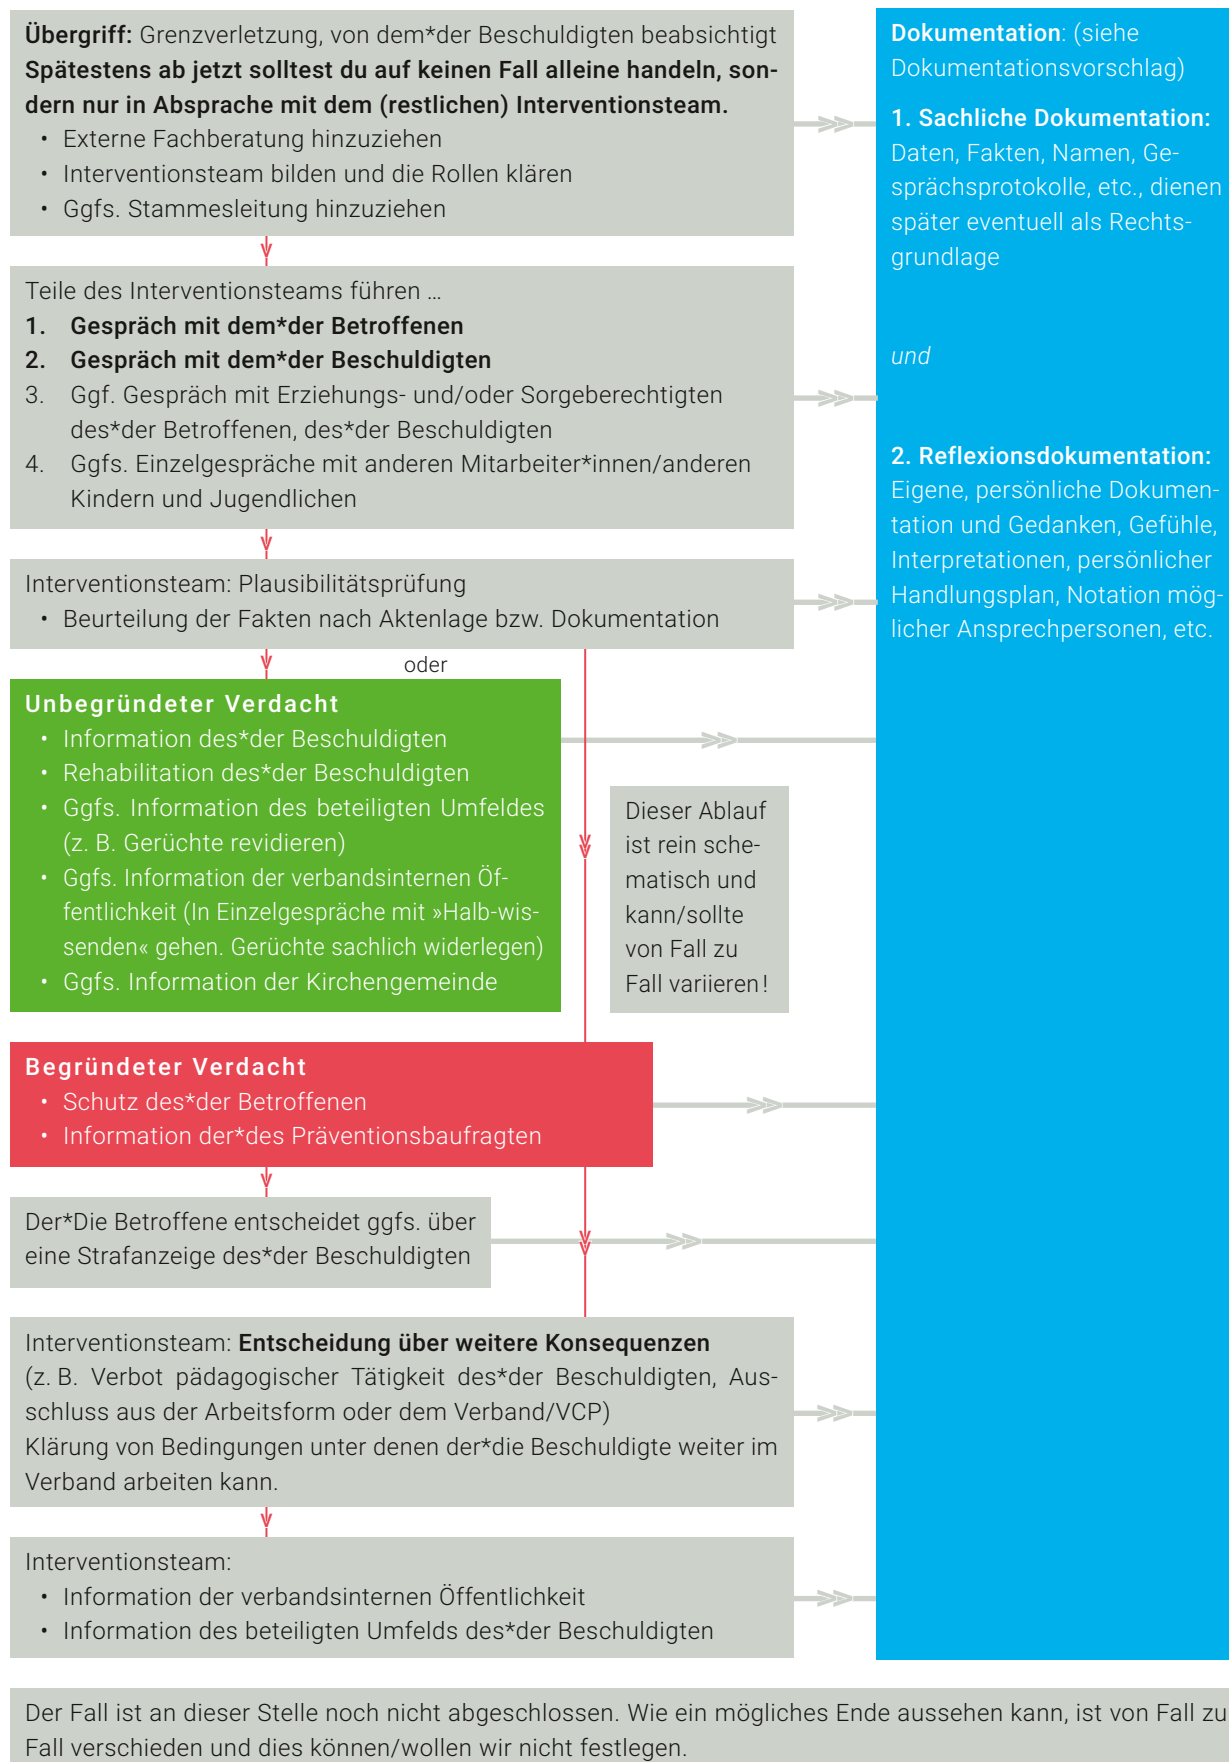 Übergriff: Grenzverletzung, von dem*der Beschuldigten beabsichtigt
Spätestens ab jetzt solltest du auf keinen Fall alleine handeln, son-
dern nur in Absprache mit dem (restlichen) Interventionsteam.
• Externe Fachberatung hinzuziehen
• Interventionsteam bilden und die Rollen klären
• Ggfs. Stammesleitung hinzuziehen
Teile des Interventionsteams führen …
1. Gespräch mit dem*der Betroffenen
2. Gespräch mit dem*der Beschuldigten
3. Ggf. Gespräch mit Erziehungs- und/oder Sorgeberechtigten
des*der Betroffenen, des*der Beschuldigten
4. Ggfs. Einzelgespräche mit anderen Mitarbeiter*innen/anderen
Kindern und Jugendlichen
Interventionsteam: Plausibilitätsprüfung
• Beurteilung der Fakten nach Aktenlage bzw. Dokumentation
oder
Unbegründeter Verdacht
• Information des*der Beschuldigten
• Rehabilitation des*der Beschuldigten
• Ggfs. Information des beteiligten Umfeldes
(z. B. Gerüchte revidieren)
• Ggfs. Information der verbandsinternen Öf-
fentlichkeit (In Einzelgespräche mit »Halb-wis-
senden« gehen. Gerüchte sachlich widerlegen)
• Ggfs. Information der Kirchengemeinde
Dieser Ablauf
ist rein sche-
matisch und
kann/sollte
von Fall zu
Fall variieren!
Begründeter Verdacht
• Schutz des*der Betroffenen
• Information der*des Präventionsbaufragten
Der*Die Betroffene entscheidet ggfs. über
eine Strafanzeige des*der Beschuldigten
Interventionsteam: Entscheidung über weitere Konsequenzen
(z. B. Verbot pädagogischer Tätigkeit des*der Beschuldigten, Aus-
schluss aus der Arbeitsform oder dem Verband/VCP)
Klärung von Bedingungen unter denen der*die Beschuldigte weiter im
Verband arbeiten kann.
Interventionsteam:
• Information der verbandsinternen Öffentlichkeit
• Information des beteiligten Umfelds des*der Beschuldigten
Dokumentation: (siehe
Dokumentationsvorschlag)
1. Sachliche Dokumentation:
Daten, Fakten, Namen, Ge-
sprächsprotokolle, etc., dienen
später eventuell als Rechts-
grundlage
und
2. Reflexionsdokumentation:
Eigene, persönliche Dokumen-
tation und Gedanken, Gefühle,
Interpretationen, persönlicher
Handlungsplan, Notation mög-
licher Ansprechpersonen, etc.
Der Fall ist an dieser Stelle noch nicht abgeschlossen. Wie ein mögliches Ende aussehen kann, ist von Fall zu
Fall verschieden und dies können/wollen wir nicht festlegen.